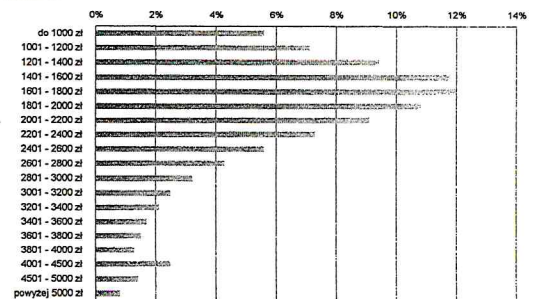 0% 2% 4% 6% 8% 10% 12% 14%
do 1000 zł
1001 - 1200 zł
1201 - 1400 zł
1401 - 1600 zł
1601 - 1800 zł
1801 - 2000 zł
2001 - 2200 zł
2201 - 2400 zł
2401 - 2600 zł
2601 - 2800 zł
2801 - 3000 zł
3001 - 3200 zł
3201 - 3400 zł
3401 - 3600 zł
3601 - 3800 zł
3801 - 4000 zł
4001 - 4500 zł
4501 - 5000 zł
powyżej 5000 zł